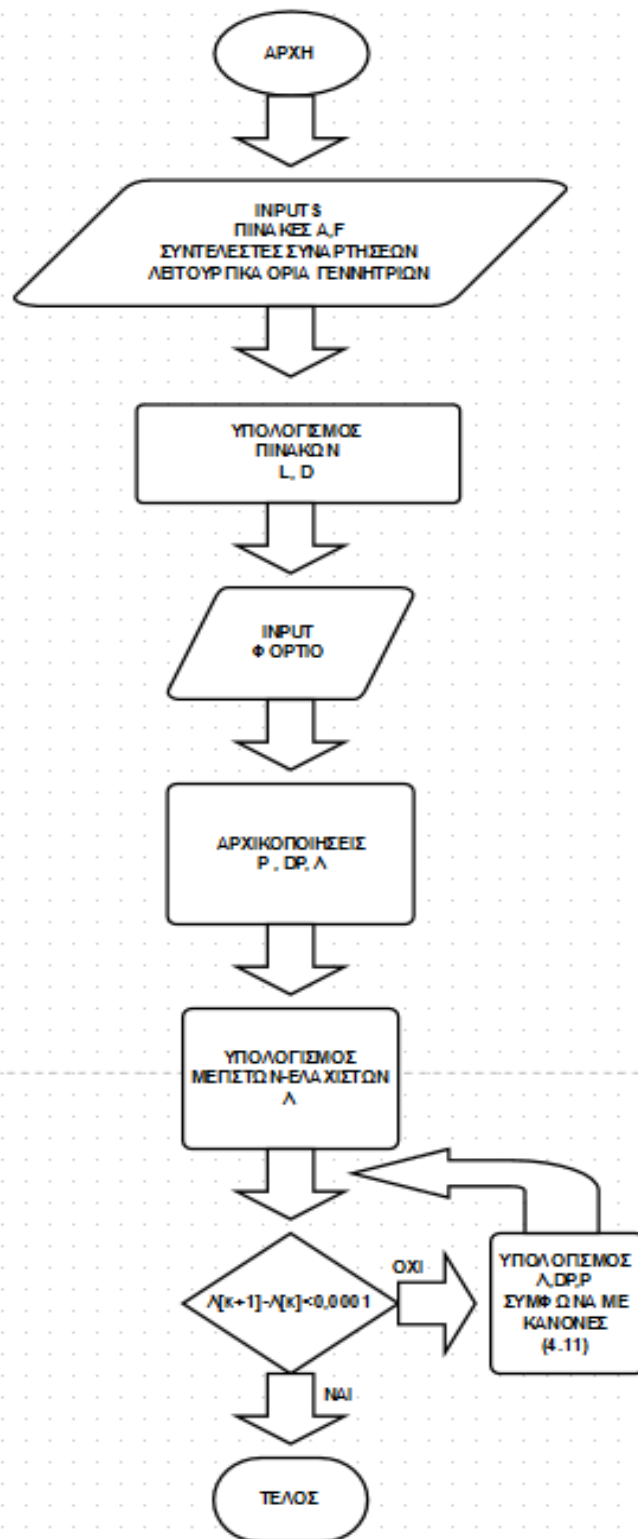 ΑΡΧΗ
INPUTS
ΠΙΝΑΚΕΣ Α,F
ΣΥΝΤΕΛΕΣΤΕΣ ΣΥΝΑΡΤΗΣΕΩΝ
ΛΕΙΤΟΥΡΓΙΚΑ ΟΡΙΑ ΓΕΝΝΗΤΡΙΩΝ
ΥΠΟΛΟΓΙΣΜΟΣ
ΠΙΝΑΚΩΝ
L, D
INPUT
ΦΟΡΤΙΟ
ΑΡΧΙΚΟΠΟΙΗΣΕΙΣ
P , DP, Λ
ΥΠΟΛΟΓΙΣΜΟΣ
ΜΕΓΙΣΤΩΝ-ΕΛΑΧΙΣΤΩΝ
Λ
Λ[κ+1]-Λ[κ]<0,0001
ΟΧΙ
ΥΠΟΛΟΓΙΣΜΟΣ
Λ,DP,P
ΣΥΜΦΩΝΑ ΜΕ
ΚΑΝΟΝΕΣ
(4.11)
ΝΑΙ
ΤΕΛΟΣ